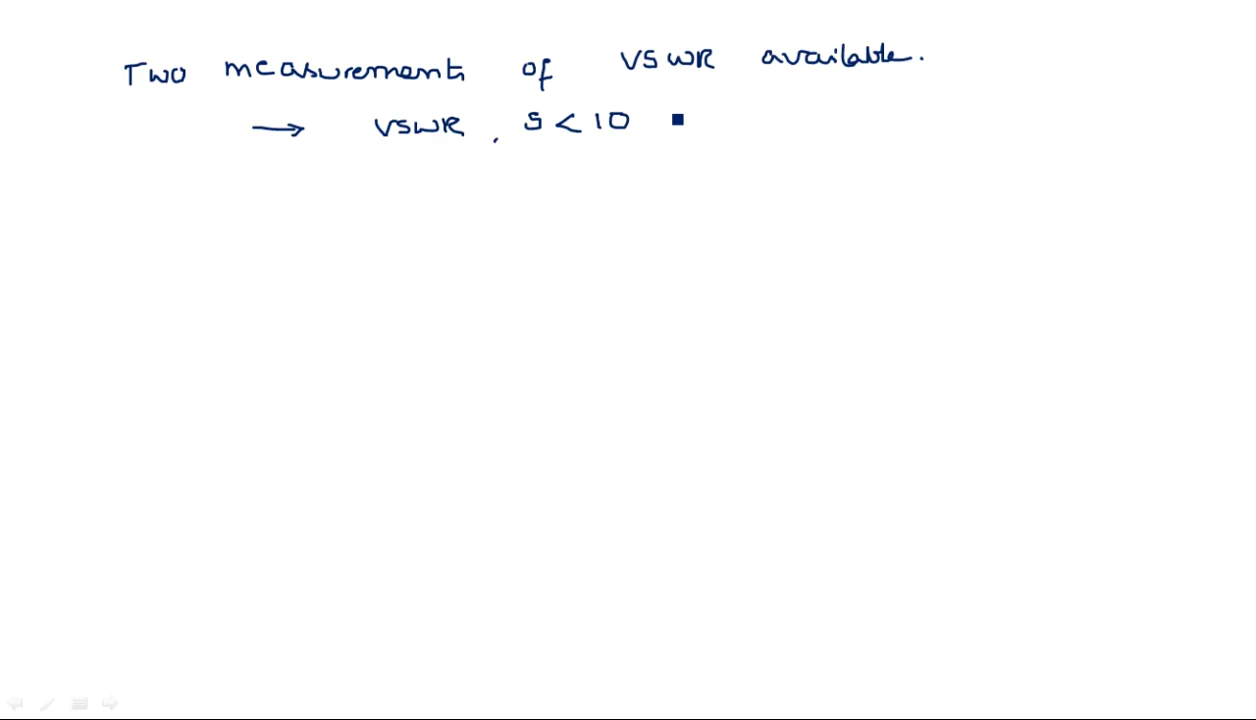 Two measurements of VSWR available.
→ VSWR, S < 10